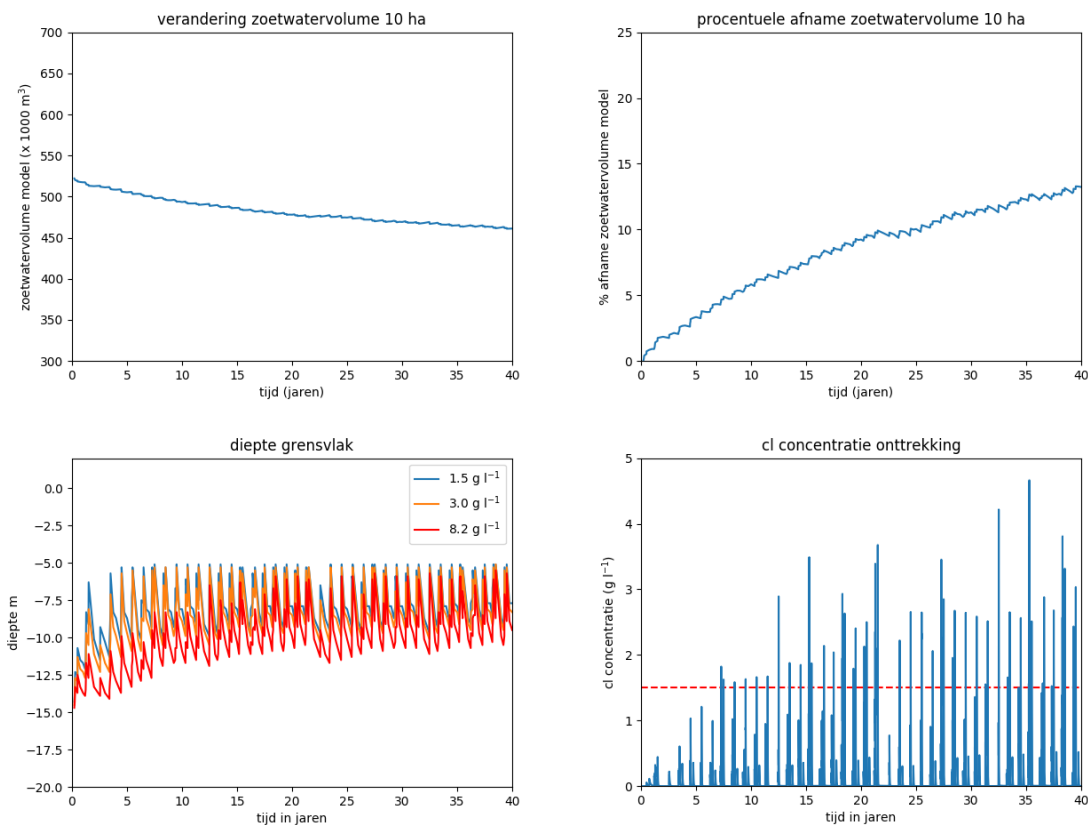 verandering zoetwatervolume 10 ha
700
650
600
550
500
450
400
350
300
zoetwatervolume model (x 1000 m³)
0 5 10 15 20 25 30 35 40
tijd (jaren)
procentuele afname zoetwatervolume 10 ha
25
20
15
10
5
0
% afname zoetwatervolume model
0 5 10 15 20 25 30 35 40
tijd (jaren)
diepte grensvlak
0.0
−2.5
−5.0
−7.5
−10.0
−12.5
−15.0
−17.5
−20.0
diepte m
1.5 g l⁻¹
3.0 g l⁻¹
8.2 g l⁻¹
0 5 10 15 20 25 30 35 40
tijd in jaren
cl concentratie onttrekking
5
4
3
2
1
0
cl concentratie (g l⁻¹)
0 5 10 15 20 25 30 35 40
tijd in jaren